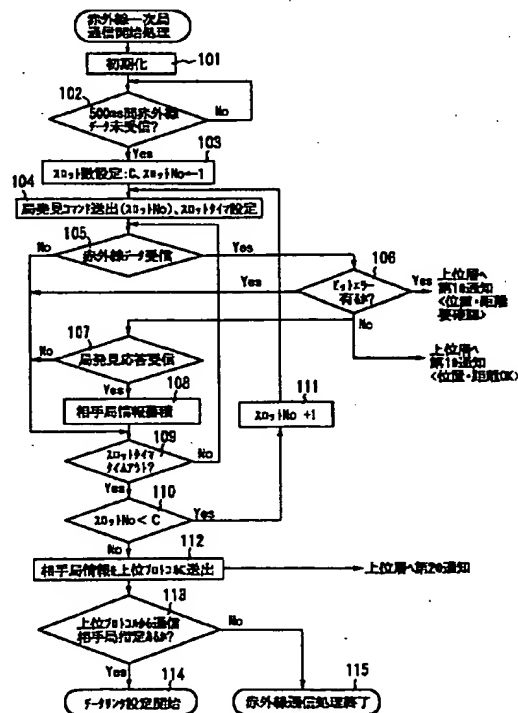 赤外線一次局
通信開始処理
初期化
101
102
500ms間赤外線
データ未受信?
No
Yes
103
スロット数設定:C、スロットNo←1
104
局発見コマンド送出(スロットNo)、スロットタイマ設定
105
No
赤外線データ受信
Yes
106
ビットエラー
有るか?
Yes
上位層へ
第1の通知
<位置・距離
要確認>
No
上位層へ
第1の通知
<位置・距離OK>
107
No
局発見応答受信
Yes
108
相手局情報蓄積
111
スロットNo +1
109
スロットタイマ
タイムアウト?
No
Yes
110
スロットNo < C
Yes
No
112
相手局情報を上位プロトコルに送出
上位層へ第2の通知
113
上位プロトコルから通信
相手局指定あるか?
No
Yes
114
データリンク設定開始
115
赤外線通信処理終了